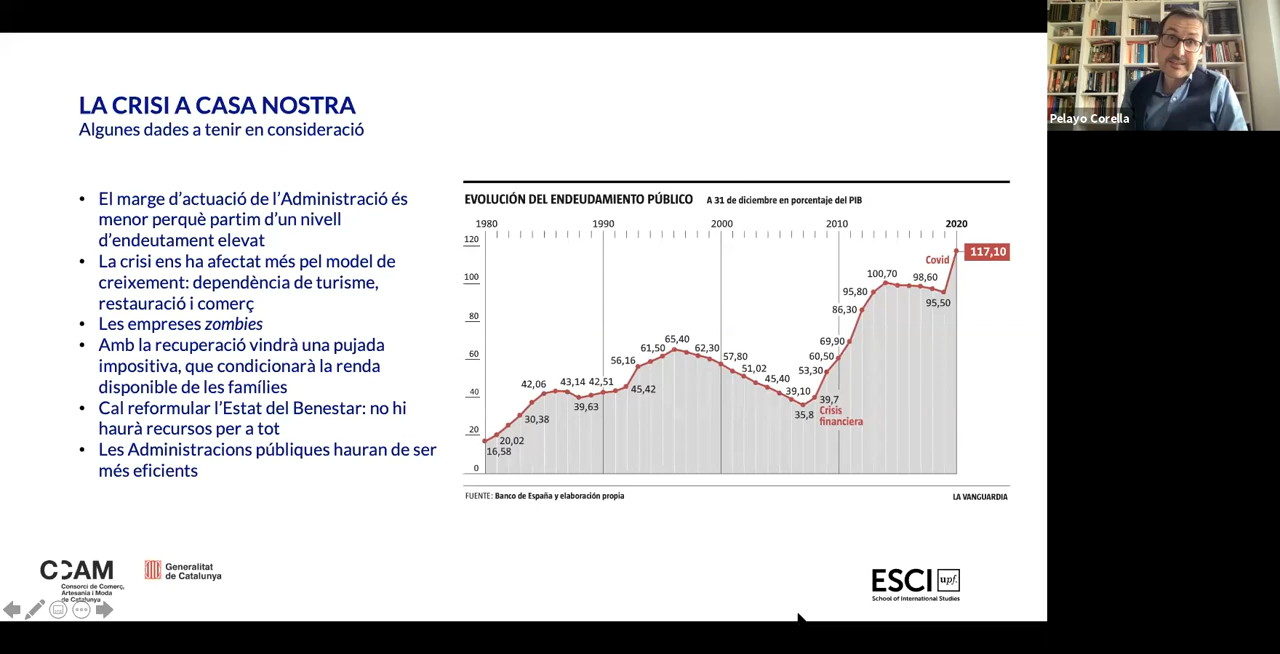 LA CRISI A CASA NOSTRA
Algunes dades a tenir en consideració
• El marge d'actuació de l'Administració és
menor perquè partim d'un nivell
d'endeutament elevat
• La crisi ens ha afectat més pel model de
creixement: dependència de turisme,
restauració i comerç
• Les empreses zombies
• Amb la recuperació vindrà una pujada
impositiva, que condicionarà la renda
disponible de les famílies
• Cal reformular l'Estat del Benestar: no hi
haurà recursos per a tot
• Les Administracions públiques hauran de ser
més eficients
EVOLUCIÓN DEL ENDEUDAMIENTO PÚBLICO A 31 de diciembre en porcentaje del PIB
1980 1990 2000 2010 2020
120
100
80
60
40
20
0
16,58
20,02
30,38
42,06
43,14
39,63
42,51
45,42
56,16
61,50
65,40
62,30
57,80
51,02
45,40
39,10
35,8
39,7
Crisis
financiera
53,30
60,50
69,90
86,30
95,80
100,70
98,60
95,50
Covid
117,10
FUENTE: Banco de España y elaboración propia
LA VANGUARDIA
CCAM
Consorci de Comerç,
Artesania i Moda
de Catalunya
Generalitat
de Catalunya
ESCI upf.
School of International Studies
Pelayo Corella